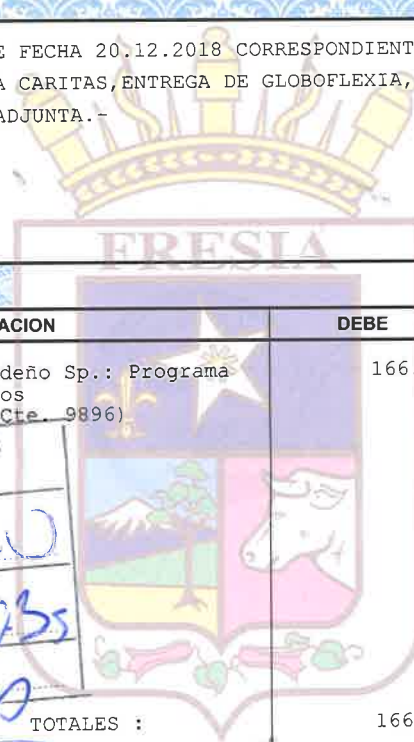 E FECHA 20.12.2018 CORRESPONDIENT
A CARITAS,ENTREGA DE GLOBOFLEXIA,
ADJUNTA.-
FRESIA
ACION DEBE
deño Sp.: Programa 166
os
Cte. 9896)
TOTALES : 166